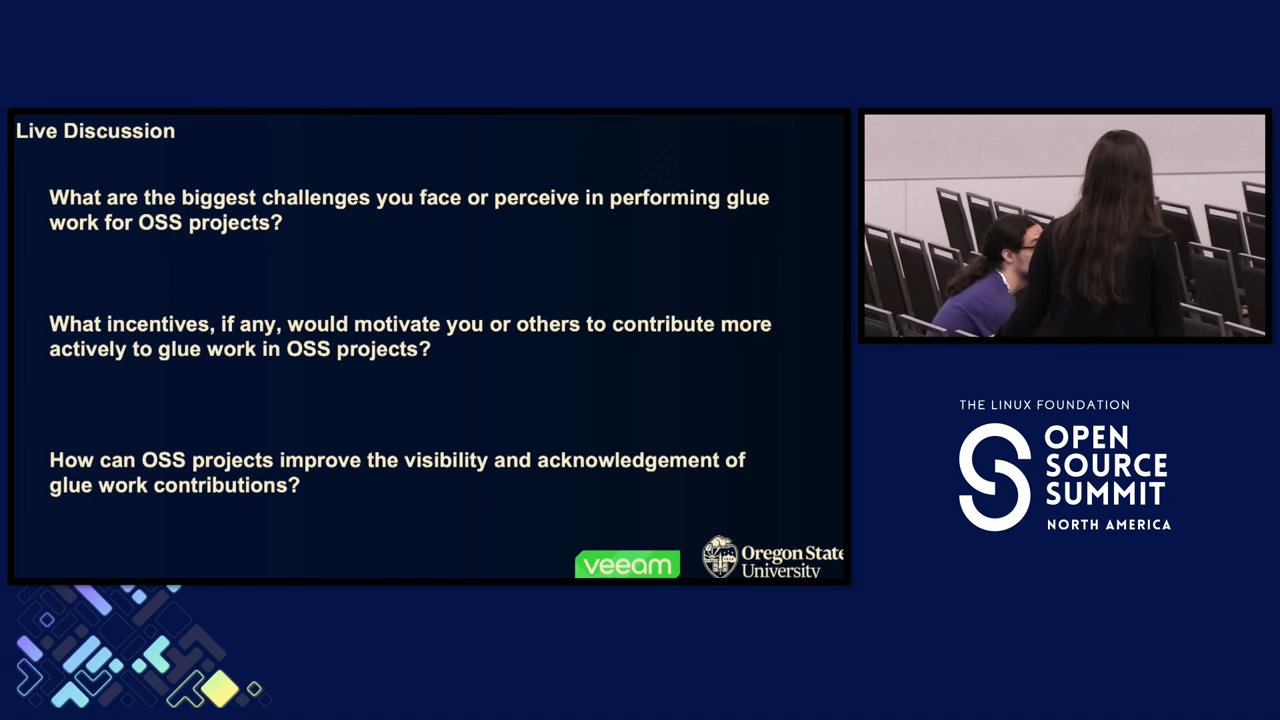 Live Discussion
What are the biggest challenges you face or perceive in performing glue
work for OSS projects?
What incentives, if any, would motivate you or others to contribute more
actively to glue work in OSS projects?
How can OSS projects improve the visibility and acknowledgement of
glue work contributions?
veeam
Oregon State
University
THE LINUX FOUNDATION
OPEN
SOURCE
SUMMIT
NORTH AMERICA